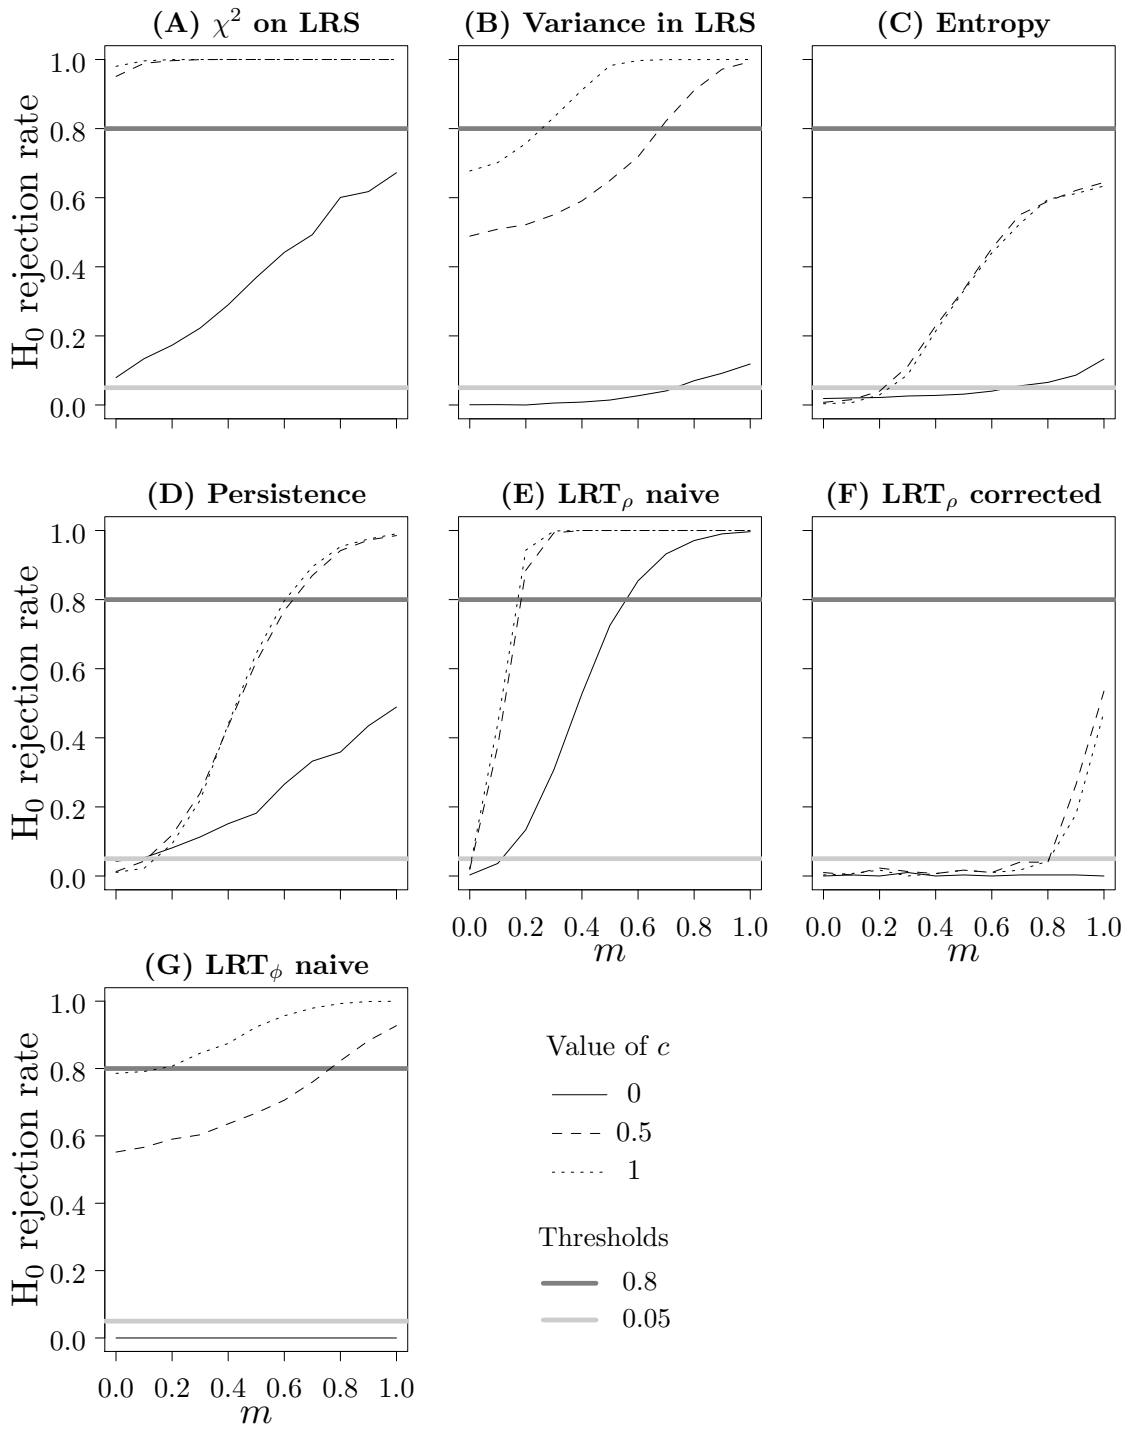 (A) χ² on LRS
(B) Variance in LRS
(C) Entropy
H₀ rejection rate
1.0
0.8
0.6
0.4
0.2
0.0
(D) Persistence
(E) LRTρ naive
(F) LRTρ corrected
H₀ rejection rate
1.0
0.8
0.6
0.4
0.2
0.0
0.0 0.2 0.4 0.6 0.8 1.0
m
0.0 0.2 0.4 0.6 0.8 1.0
m
(G) LRTϕ naive
H₀ rejection rate
1.0
0.8
0.6
0.4
0.2
0.0
0.0 0.2 0.4 0.6 0.8 1.0
m
Value of c
0
0.5
1
Thresholds
0.8
0.05